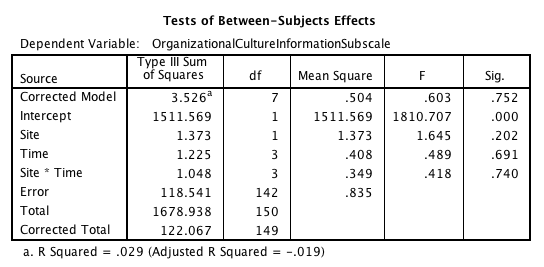 Tests of Between-Subjects Effects
Dependent Variable: OrganizationalCultureInformationSubscale
Source Type III Sum of Squares df Mean Square F Sig.
Corrected Model 3.526a 7 .504 .603 .752
Intercept 1511.569 1 1511.569 1810.707 .000
Site 1.373 1 1.373 1.645 .202
Time 1.225 3 .408 .489 .691
Site * Time 1.048 3 .349 .418 .740
Error 118.541 142 .835
Total 1678.938 150
Corrected Total 122.067 149
a. R Squared = .029 (Adjusted R Squared = -.019)